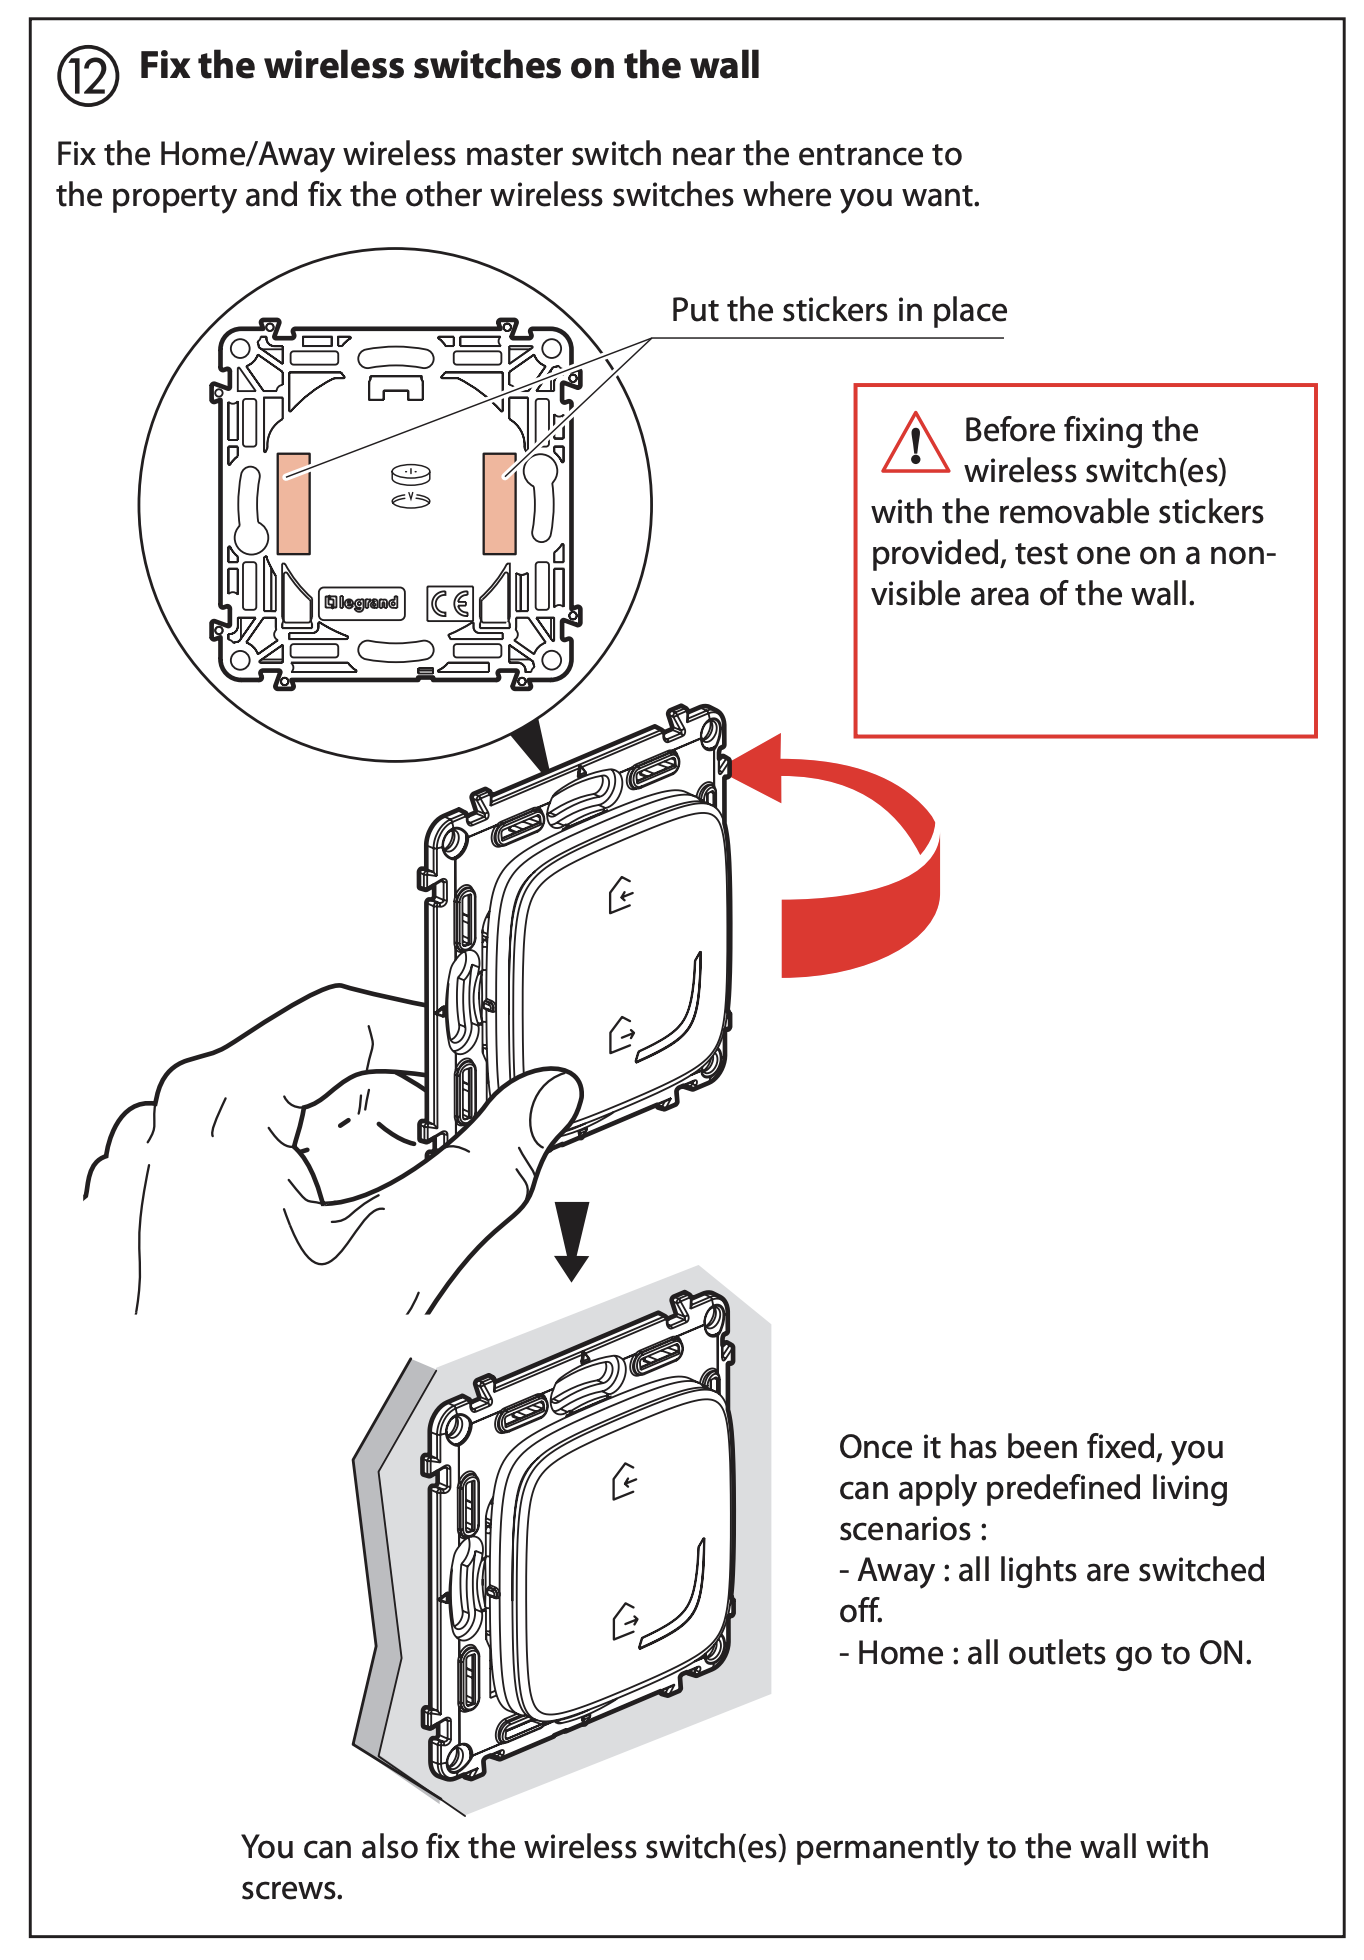 12 Fix the wireless switches on the wall
Fix the Home/Away wireless master switch near the entrance to
the property and fix the other wireless switches where you want.
Put the stickers in place
Before fixing the
wireless switch(es)
with the removable stickers
provided, test one on a non-
visible area of the wall.
legrand CE
Once it has been fixed, you
can apply predefined living
scenarios :
- Away : all lights are switched
off.
- Home : all outlets go to ON.
You can also fix the wireless switch(es) permanently to the wall with
screws.